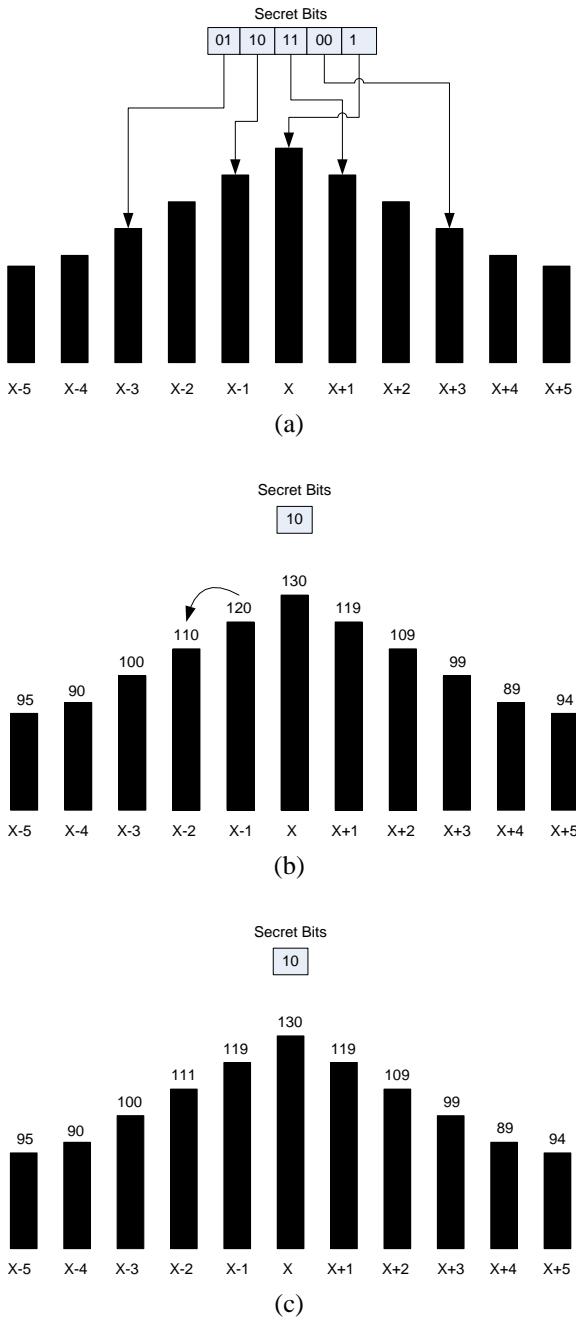 Secret Bits
01 10 11 00 1
X-5 X-4 X-3 X-2 X-1 X X+1 X+2 X+3 X+4 X+5
(a)
Secret Bits
10
95 90 100 110 120 130 119 109 99 89 94
X-5 X-4 X-3 X-2 X-1 X X+1 X+2 X+3 X+4 X+5
(b)
Secret Bits
10
95 90 100 111 119 130 119 109 99 89 94
X-5 X-4 X-3 X-2 X-1 X X+1 X+2 X+3 X+4 X+5
(c)